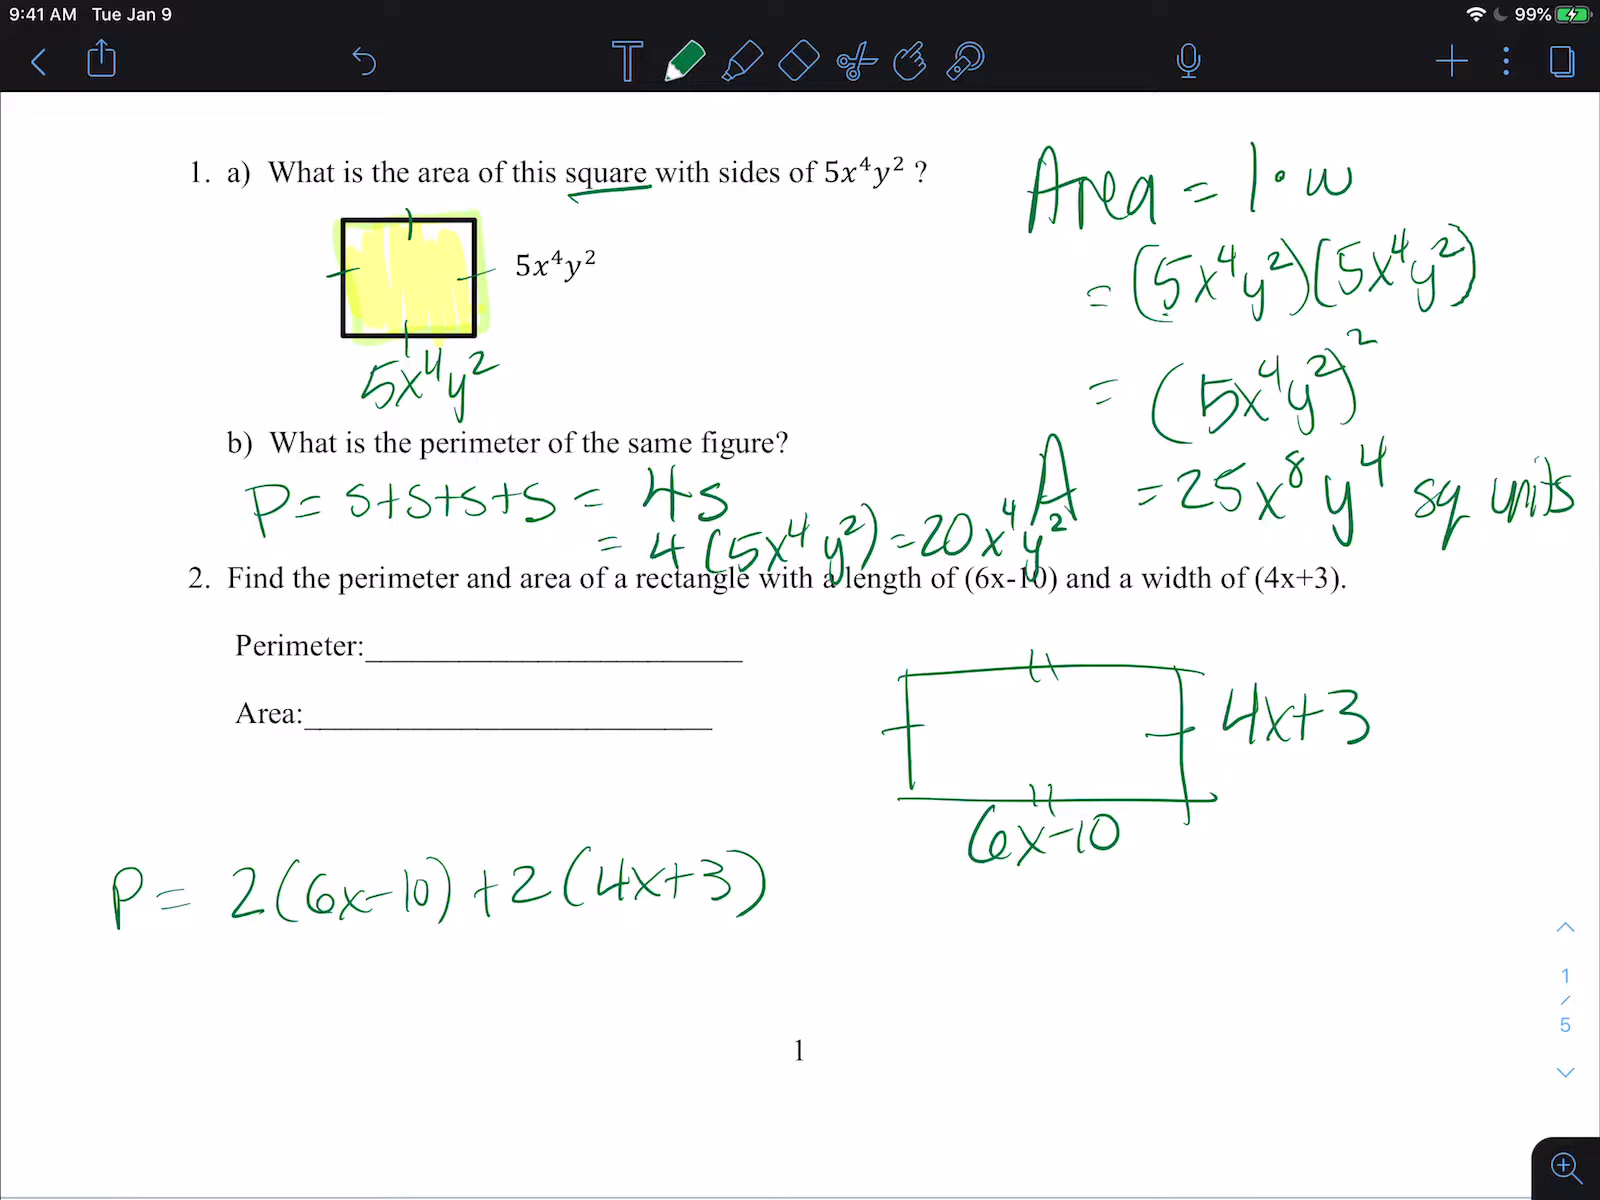 9:41 AM Tue Jan 9 99%
1. a) What is the area of this square with sides of 5x⁴y² ?
Area = l · w
5x⁴y²
= (5x⁴y²)(5x⁴y²)
5x⁴y²
= (5x⁴y²)²
b) What is the perimeter of the same figure?
A = 25x⁸y⁴ sq units
P = s+s+s+s = 4s
= 4(5x⁴y²) = 20x⁴y²
2. Find the perimeter and area of a rectangle with a length of (6x-10) and a width of (4x+3).
Perimeter:
Area:
4x+3
6x-10
P = 2(6x-10) + 2(4x+3)
1
/
5
1